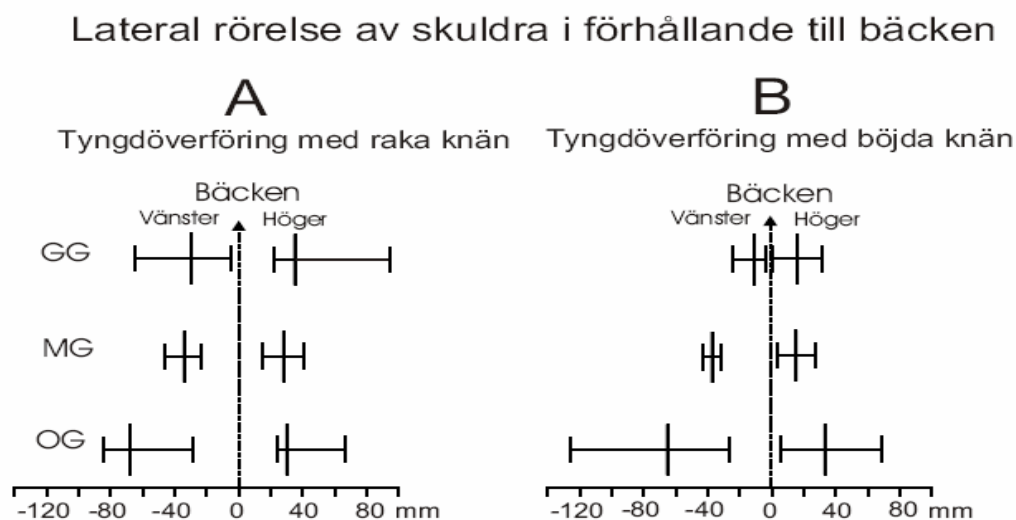 Lateral rörelse av skuldra i förhållande till bäcken
A
Tyngdöverföring med raka knän
Bäcken
Vänster Höger
GG
MG
OG
-120 -80 -40 0 40 80 mm
B
Tyngdöverföring med böjda knän
Bäcken
Vänster Höger
-120 -80 -40 0 40 80 mm